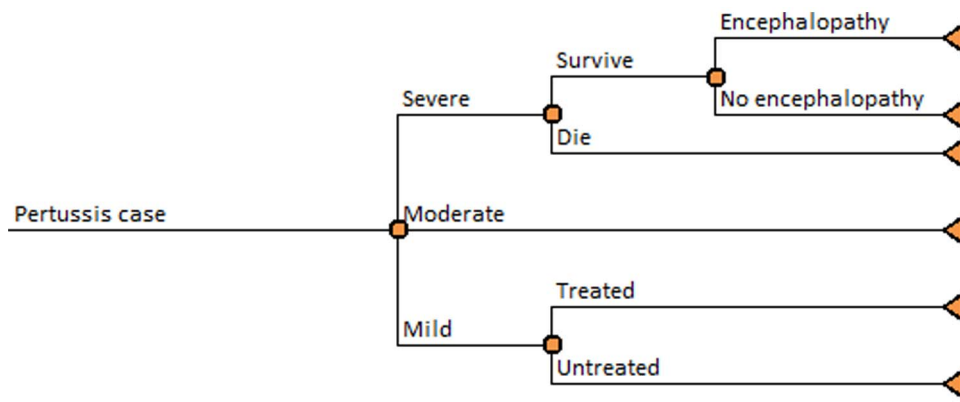 Encephalopathy
Survive
Severe
No encephalopathy
Die
Pertussis case
Moderate
Treated
Mild
Untreated